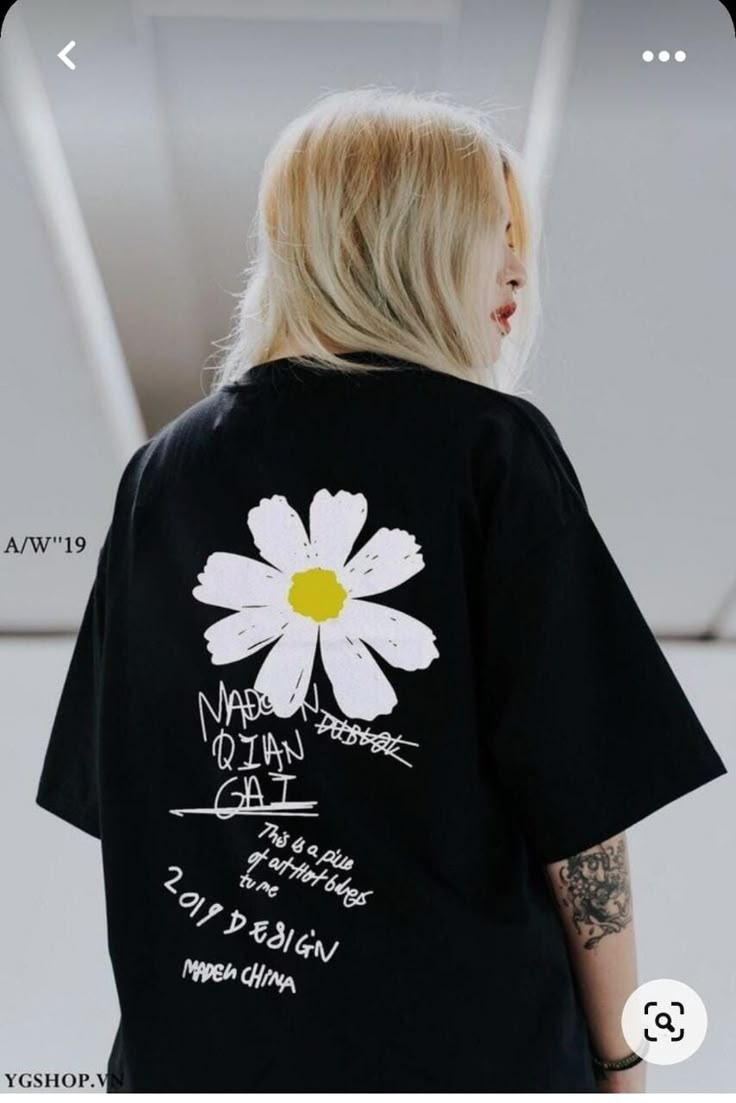 A/W"19
MADE IN
QIAN
GAI
This is a piue
of art that belongs
to me
2019 DESIGN
MADE IN CHINA
YGSHOP.VN